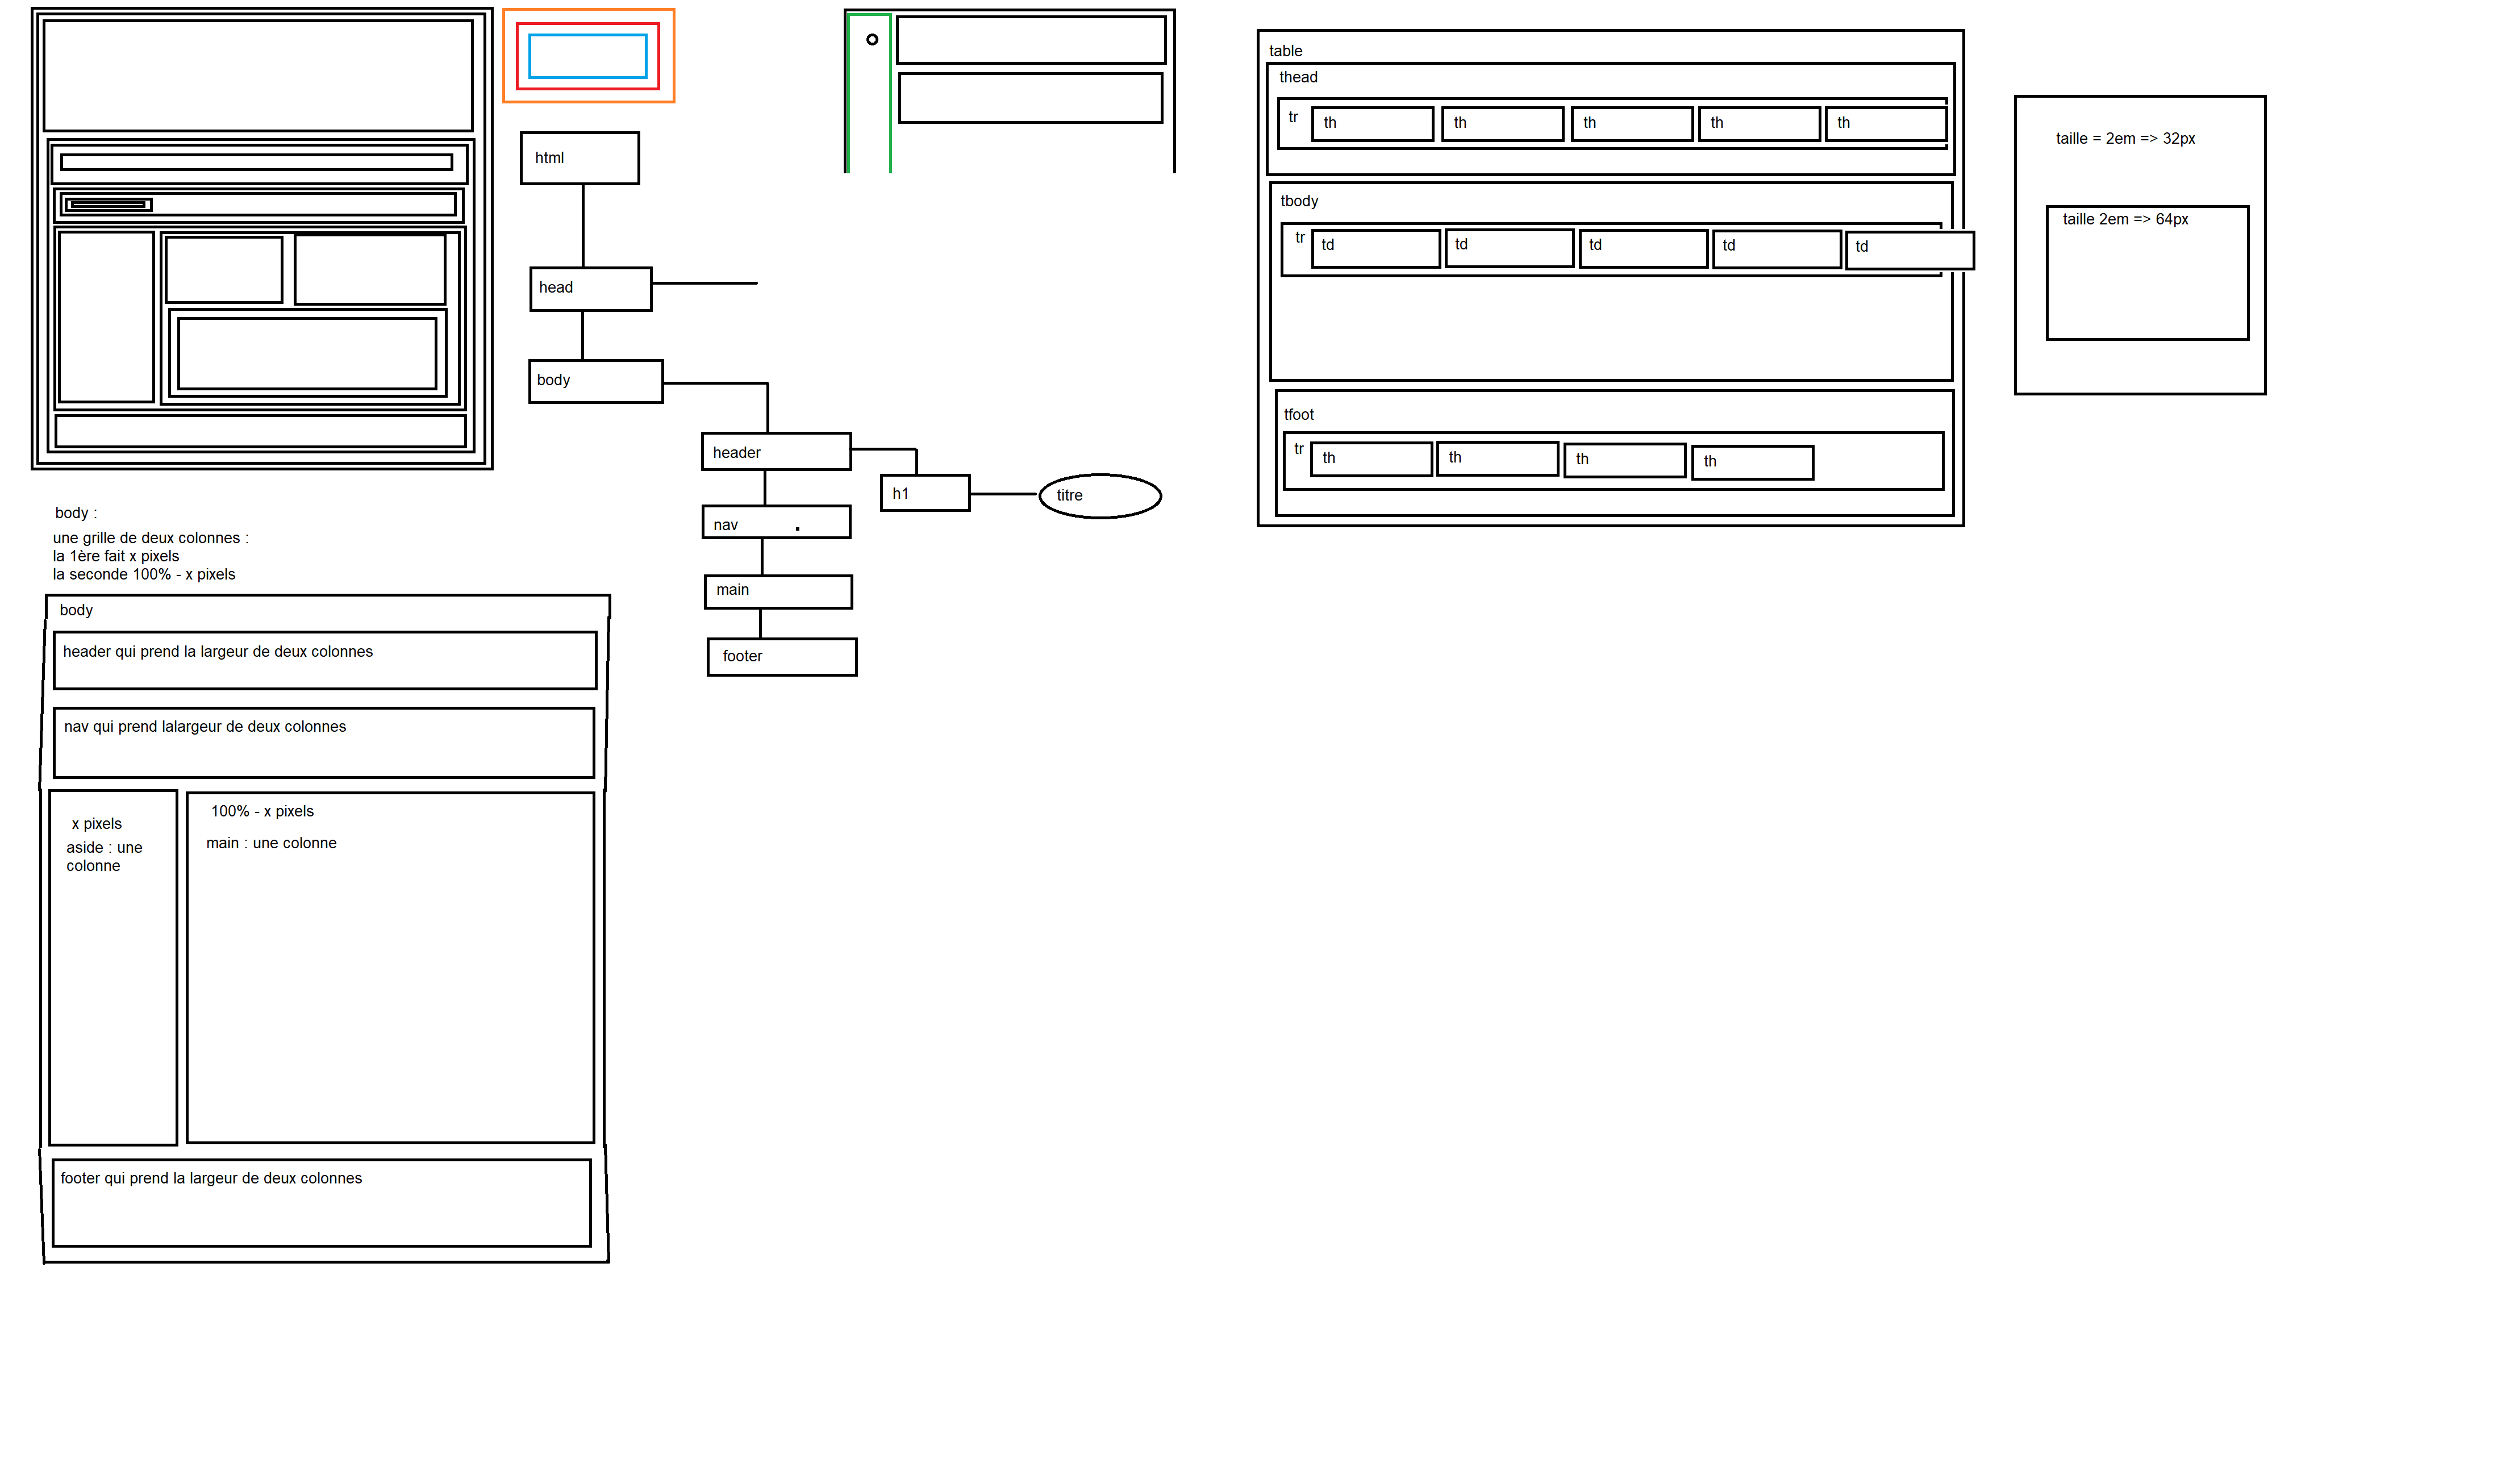 html
head
body
header
h1
titre
nav
main
footer
body :
une grille de deux colonnes :
la 1ère fait x pixels
la seconde 100% - x pixels
body
header qui prend la largeur de deux colonnes
nav qui prend lalargeur de deux colonnes
x pixels
aside : une
colonne
100% - x pixels
main : une colonne
footer qui prend la largeur de deux colonnes
table
thead
tr th th th th th
tbody
tr td td td td td
tfoot
tr th th th th
taille = 2em => 32px
taille 2em => 64px